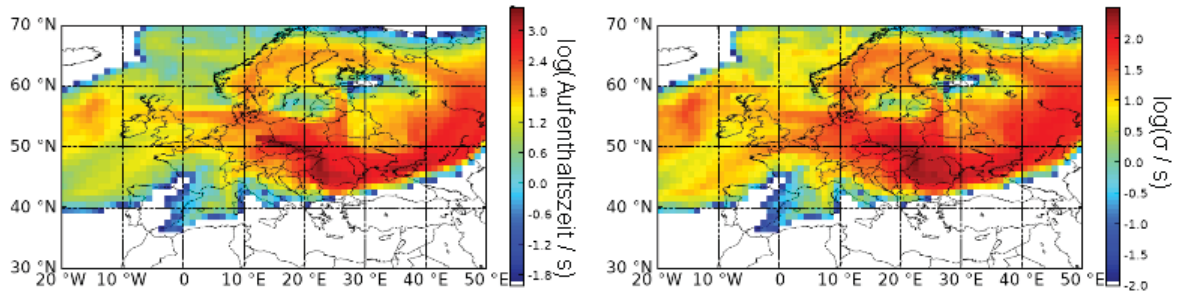 70 °N
60 °N
50 °N
40 °N
30 °N
20 °W 10 °W 0 10 °E 20 °E 30 °E 40 °E 50 °E
3.0
2.4
1.8
1.2
0.6
0.0
-0.6
-1.2
-1.8
log(Aufenthaltszeit / s)
70 °N
60 °N
50 °N
40 °N
30 °N
20 °W 10 °W 0 10 °E 20 °E 30 °E 40 °E 50 °E
2.0
1.5
1.0
0.5
0.0
-0.5
-1.0
-1.5
-2.0
log(σ / s)